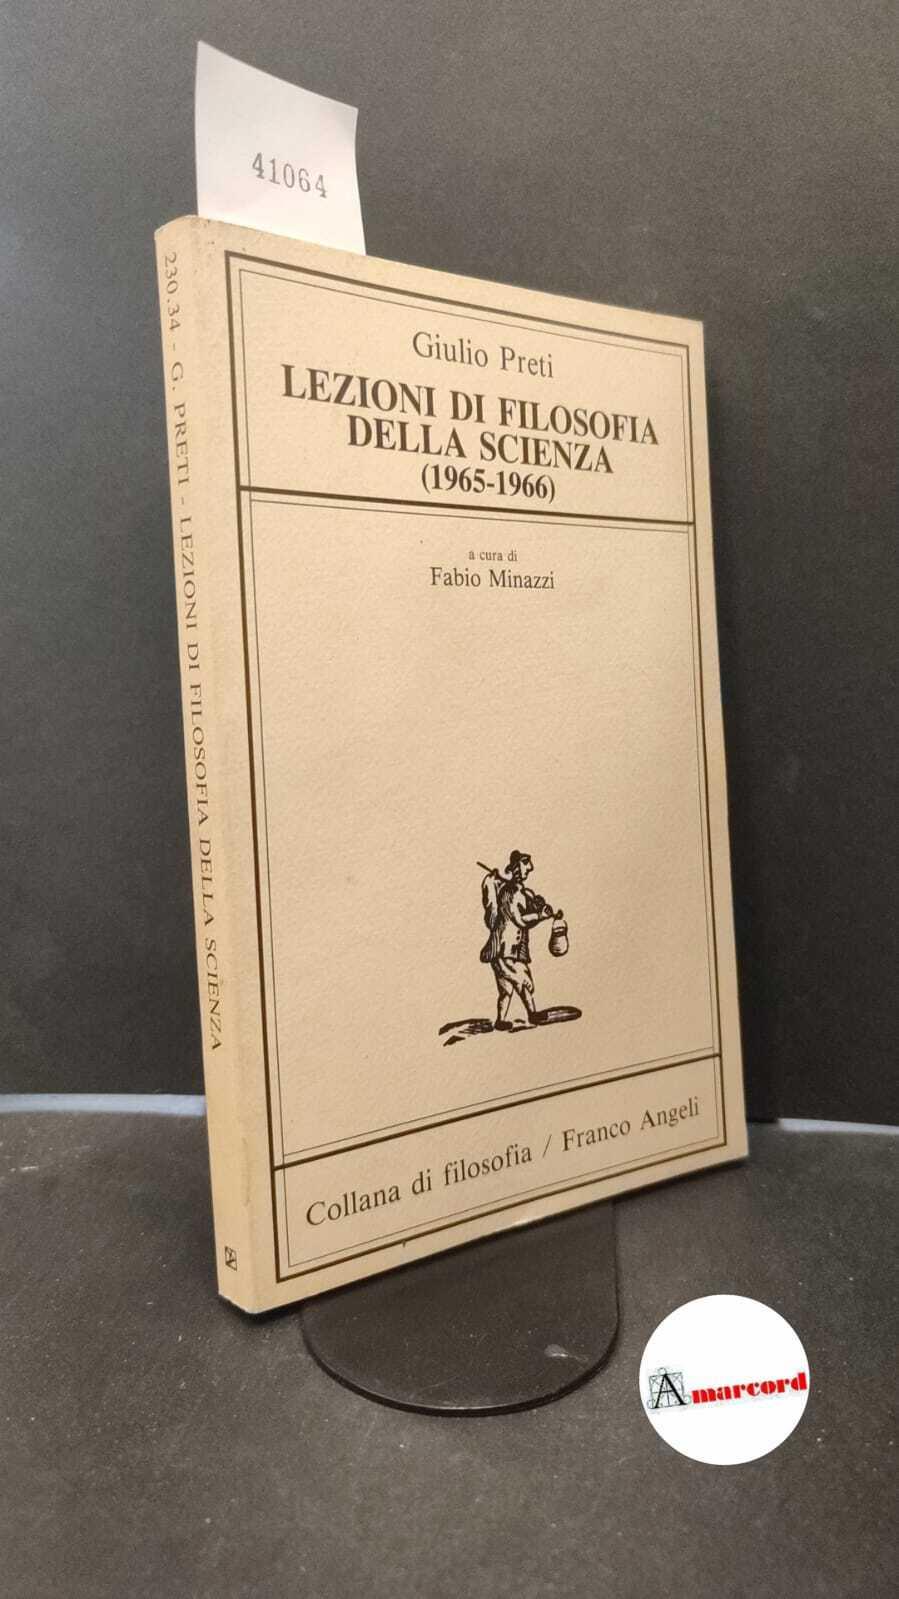 41064
230.34 - G. PRETI - LEZIONI DI FILOSOFIA DELLA SCIENZA
Giulio Preti
LEZIONI DI FILOSOFIA
DELLA SCIENZA
(1965-1966)
a cura di
Fabio Minazzi
Collana di filosofia / Franco Angeli
Amarcord